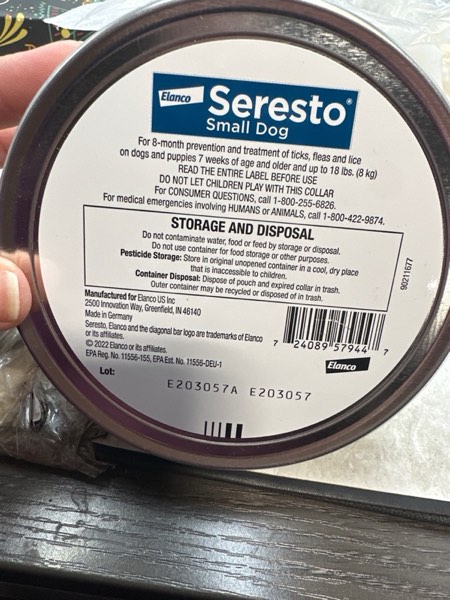 Elanco Seresto®
Small Dog
For 8-month prevention and treatment of ticks, fleas and lice
on dogs and puppies 7 weeks of age and older and up to 18 lbs. (8 kg)
READ THE ENTIRE LABEL BEFORE USE
DO NOT LET CHILDREN PLAY WITH THIS COLLAR
For CONSUMER QUESTIONS, call 1-800-255-6826.
For medical emergencies involving HUMANS or ANIMALS, call 1-800-422-9874.
STORAGE AND DISPOSAL
Do not contaminate water, food or feed by storage or disposal.
Do not use container for food storage or other purposes.
Pesticide Storage: Store in original unopened container in a cool, dry place
that is inaccessible to children.
Container Disposal: Dispose of pouch and expired collar in trash.
Outer container may be recycled or disposed of in trash.
90211677
Manufactured for Elanco US Inc
2500 Innovation Way, Greenfield, IN 46140
Made in Germany
Seresto, Elanco and the diagonal bar logo are trademarks of Elanco
or its affiliates.
© 2022 Elanco or its affiliates.
EPA Reg. No. 11556-155, EPA Est. No. 11556-DEU-1
7 24089 57944 7
Elanco
Lot:
E203057A E203057